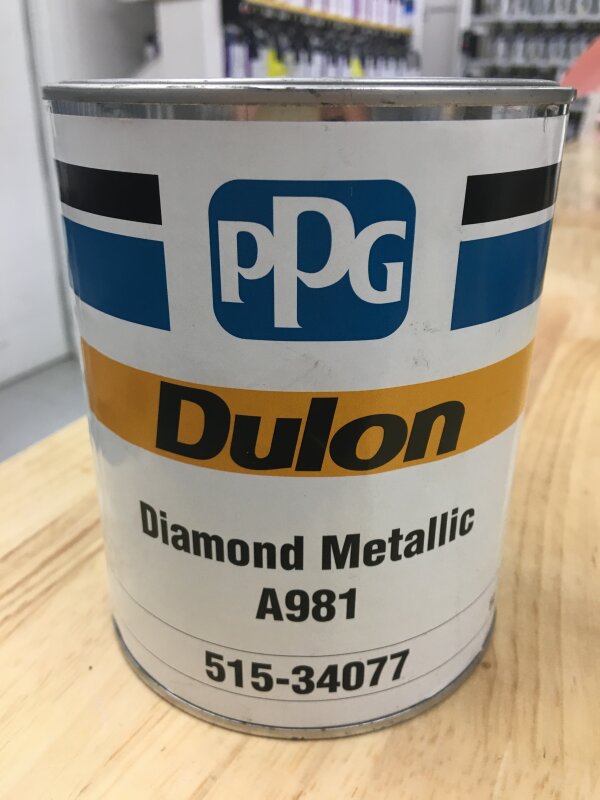 PPG
Dulon
Diamond Metallic
A981
515-34077